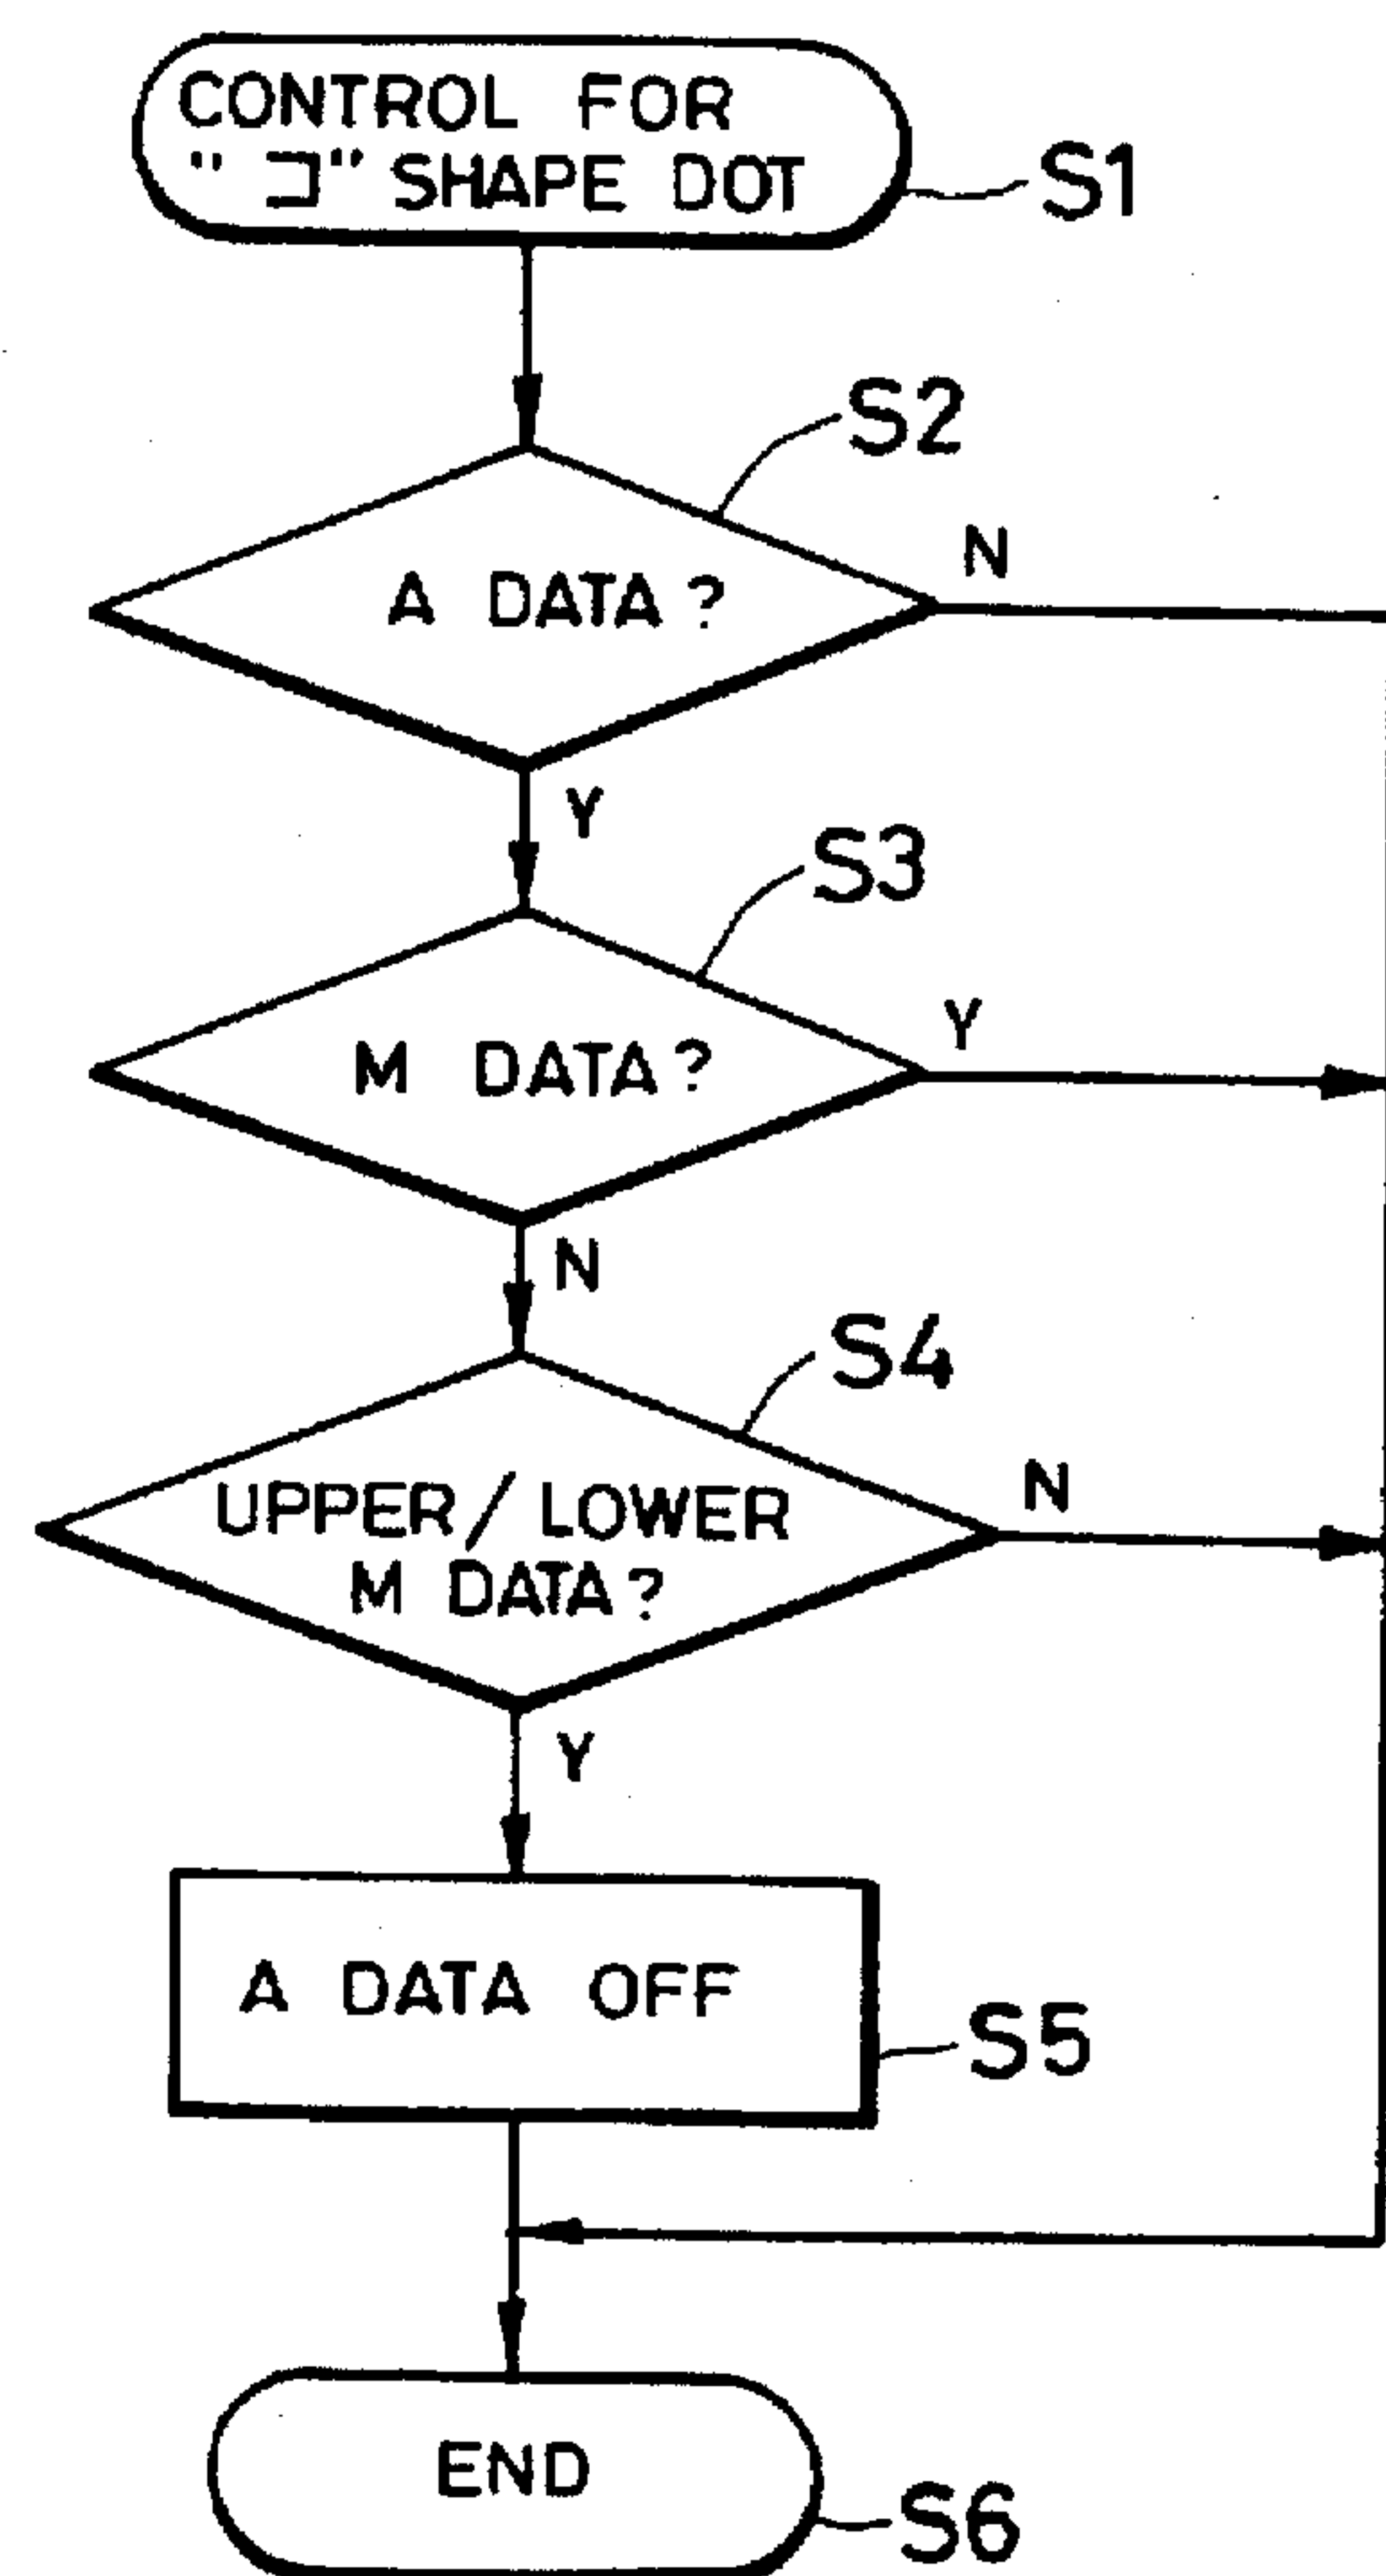 CONTROL FOR
"コ" SHAPE DOT
S1
S2
A DATA?
N
Y
S3
M DATA?
Y
N
S4
UPPER/LOWER
M DATA?
N
Y
A DATA OFF
S5
END
S6